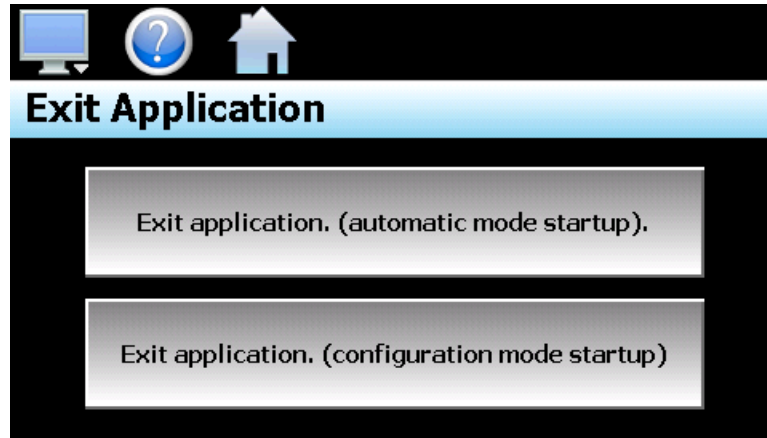 ?
Exit Application
Exit application. (automatic mode startup).
Exit application. (configuration mode startup)